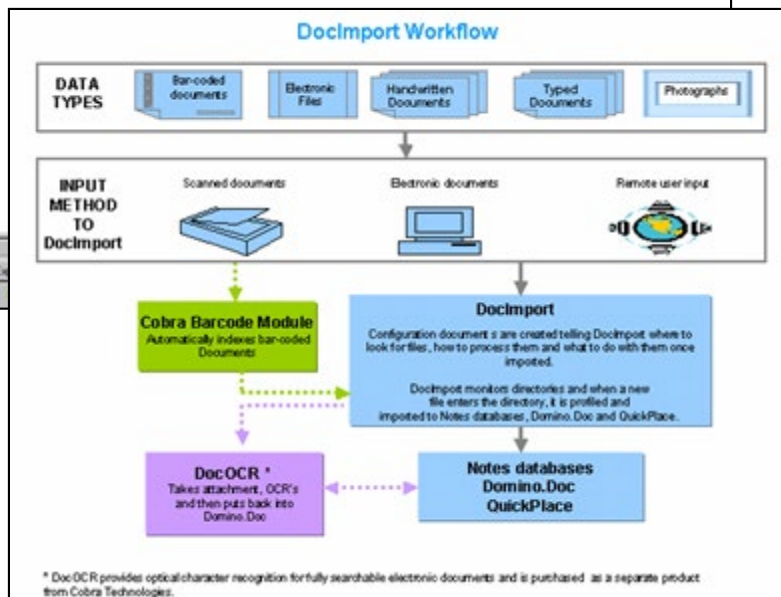 DocImport Workflow
DATA
TYPES
Bar-coded
documents
Electronic
Files
Handwritten
Documents
Typed
Documents
Photographs
INPUT
METHOD
TO
DocImport
Scanned documents
Electronic documents
Remote user input
Cobra Barcode Module
Automatically indexes bar-coded
Documents
DocImport
Configuration document s are created telling DocImport where to
look for files, how to process them and what to do with them once
imported.
DocImport monitors directories and when a new
file enters the directory, it is profiled and
imported to Notes databases, Domino.Doc and QuickPlace.
DocOCR *
Takes attachment, OCR's
and then puts back into
Domino.Doc
Notes databases
Domino.Doc
QuickPlace
* DocOCR provides optical character recognition for fully searchable electronic documents and is purchased as a separate product
from Cobra Technologies.